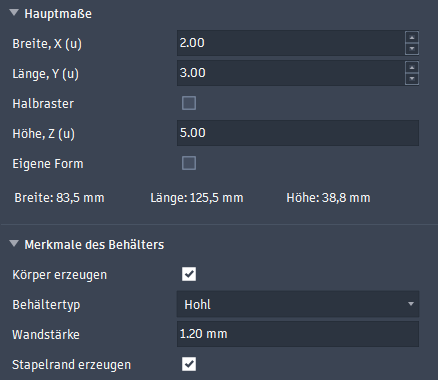 Hauptmaße
Breite, X (u) 2.00
Länge, Y (u) 3.00
Halbraster
Höhe, Z (u) 5.00
Eigene Form
Breite: 83,5 mm Länge: 125,5 mm Höhe: 38,8 mm
Merkmale des Behälters
Körper erzeugen
Behältertyp Hohl
Wandstärke 1.20 mm
Stapelrand erzeugen